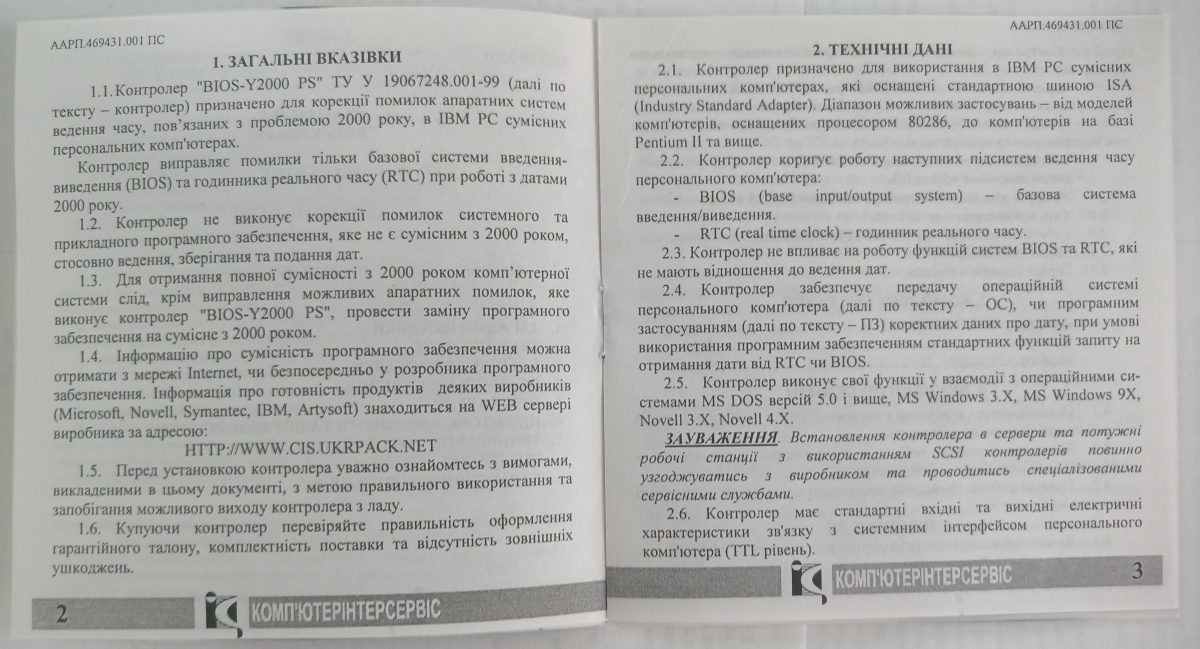 ААРП.469431.001 ПС
1. ЗАГАЛЬНІ ВКАЗІВКИ
1.1.Контролер "BIOS-Y2000 PS" ТУ У 19067248.001-99 (далі по
тексту – контролер) призначено для корекції помилок апаратних систем
ведення часу, пов’язаних з проблемою 2000 року, в IBM PC сумісних
персональних комп'ютерах.
Контролер виправляє помилки тільки базової системи введення-
виведення (BIOS) та годинника реального часу (RTC) при роботі з датами
2000 року.
1.2. Контролер не виконує корекції помилок системного та
прикладного програмного забезпечення, яке не є сумісним з 2000 роком,
стосовно ведення, зберігання та подання дат.
1.3. Для отримання повної сумісності з 2000 роком комп’ютерної
системи слід, крім виправлення можливих апаратних помилок, яке
виконує контролер "BIOS-Y2000 PS", провести заміну програмного
забезпечення на сумісне з 2000 роком.
1.4. Інформацію про сумісність програмного забезпечення можна
отримати з мережі Internet, чи безпосередньо у розробника програмного
забезпечення. Інформація про готовність продуктів деяких виробників
(Microsoft, Novell, Symantec, IBM, Artysoft) знаходиться на WEB сервері
виробника за адресою:
HTTP://WWW.CIS.UKRPACK.NET
1.5. Перед установкою контролера уважно ознайомтесь з вимогами,
викладеними в цьому документі, з метою правильного використання та
запобігання можливого виходу контролера з ладу.
1.6. Купуючи контролер перевіряйте правильність оформлення
гарантійного талону, комплектність поставки та відсутність зовнішніх
ушкоджень.
2 КОМП'ЮТЕРІНТЕРСЕРВІС
ААРП.469431.001 ПС
2. ТЕХНІЧНІ ДАНІ
2.1. Контролер призначено для використання в IBM PC сумісних
персональних комп'ютерах, які оснащені стандартною шиною ISA
(Industry Standard Adapter). Діапазон можливих застосувань – від моделей
комп'ютерів, оснащених процесором 80286, до комп'ютерів на базі
Pentium II та вище.
2.2. Контролер коригує роботу наступних підсистем ведення часу
персонального комп'ютера:
- BIOS (base input/output system) – базова система
введення/виведення.
- RTC (real time clock) – годинник реального часу.
2.3. Контролер не впливає на роботу функцій систем BIOS та RTC, які
не мають відношення до ведення дат.
2.4. Контролер забезпечує передачу операційній системі
персонального комп'ютера (далі по тексту – ОС), чи програмним
застосуванням (далі по тексту – ПЗ) коректних даних про дату, при умові
використання програмним забезпеченням стандартних функцій запиту на
отримання дати від RTC чи BIOS.
2.5. Контролер виконує свої функції у взаємодії з операційними си-
стемами MS DOS версій 5.0 і вище, MS Windows 3.X, MS Windows 9X,
Novell 3.X, Novell 4.X.
ЗАУВАЖЕННЯ. Встановлення контролера в сервери та потужні
робочі станції з використанням SCSI контролерів повинно
узгоджуватись з виробником та проводитись спеціалізованими
сервісними службами.
2.6. Контролер має стандартні вхідні та вихідні електричні
характеристики зв'язку з системним інтерфейсом персонального
комп'ютера (TTL рівень).
КОМП'ЮТЕРІНТЕРСЕРВІС 3